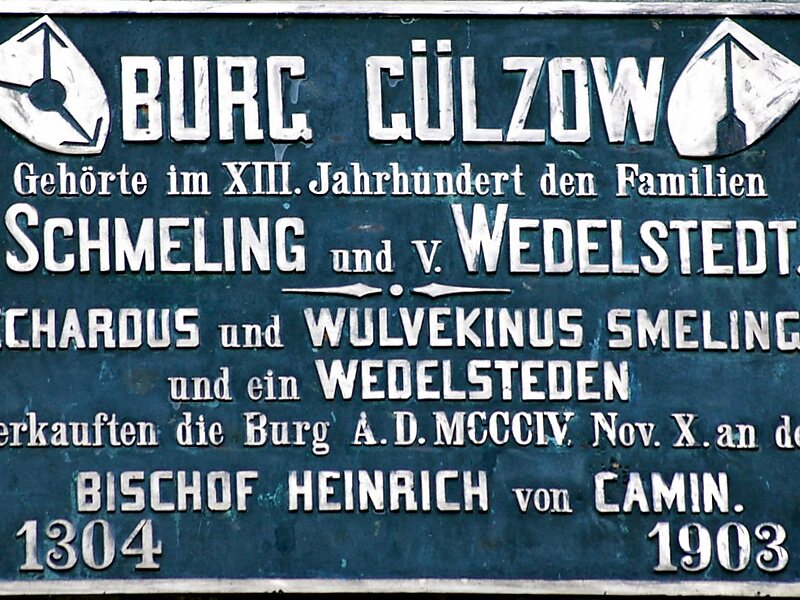 BURG GÜLZOW
Gehörte im XIII. Jahrhundert den Familien
SCHMELING und V. WEDELSTEDT.
ECHARDUS und WULVEKINUS SMELING
und ein WEDELSTEDEN
erkauften die Burg A.D. MCCCIV. Nov. X. an de
BISCHOF HEINRICH von CAMIN.
1304 1903